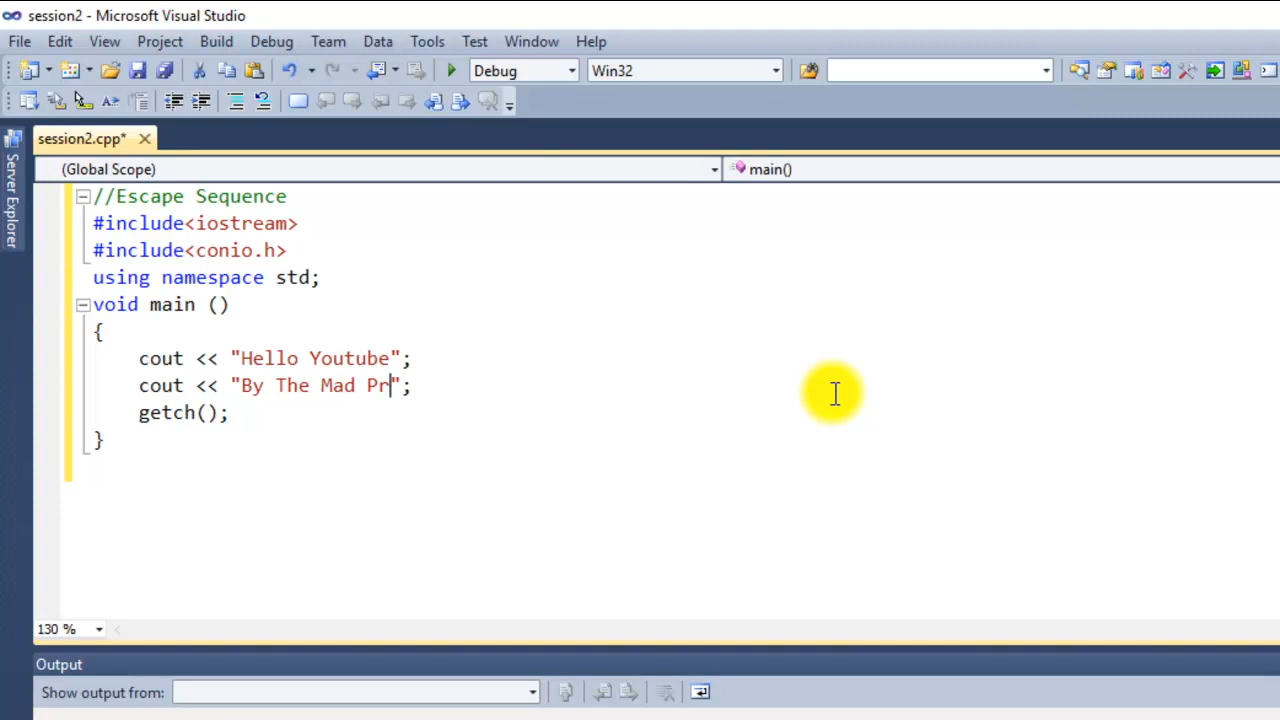 session2 - Microsoft Visual Studio
File Edit View Project Build Debug Team Data Tools Test Window Help
Debug Win32
session2.cpp*
Server Explorer
(Global Scope) main()
//Escape Sequence
#include<iostream>
#include<conio.h>
using namespace std;
void main ()
{
cout << "Hello Youtube";
cout << "By The Mad Pr";
getch();
}
130 %
Output
Show output from: